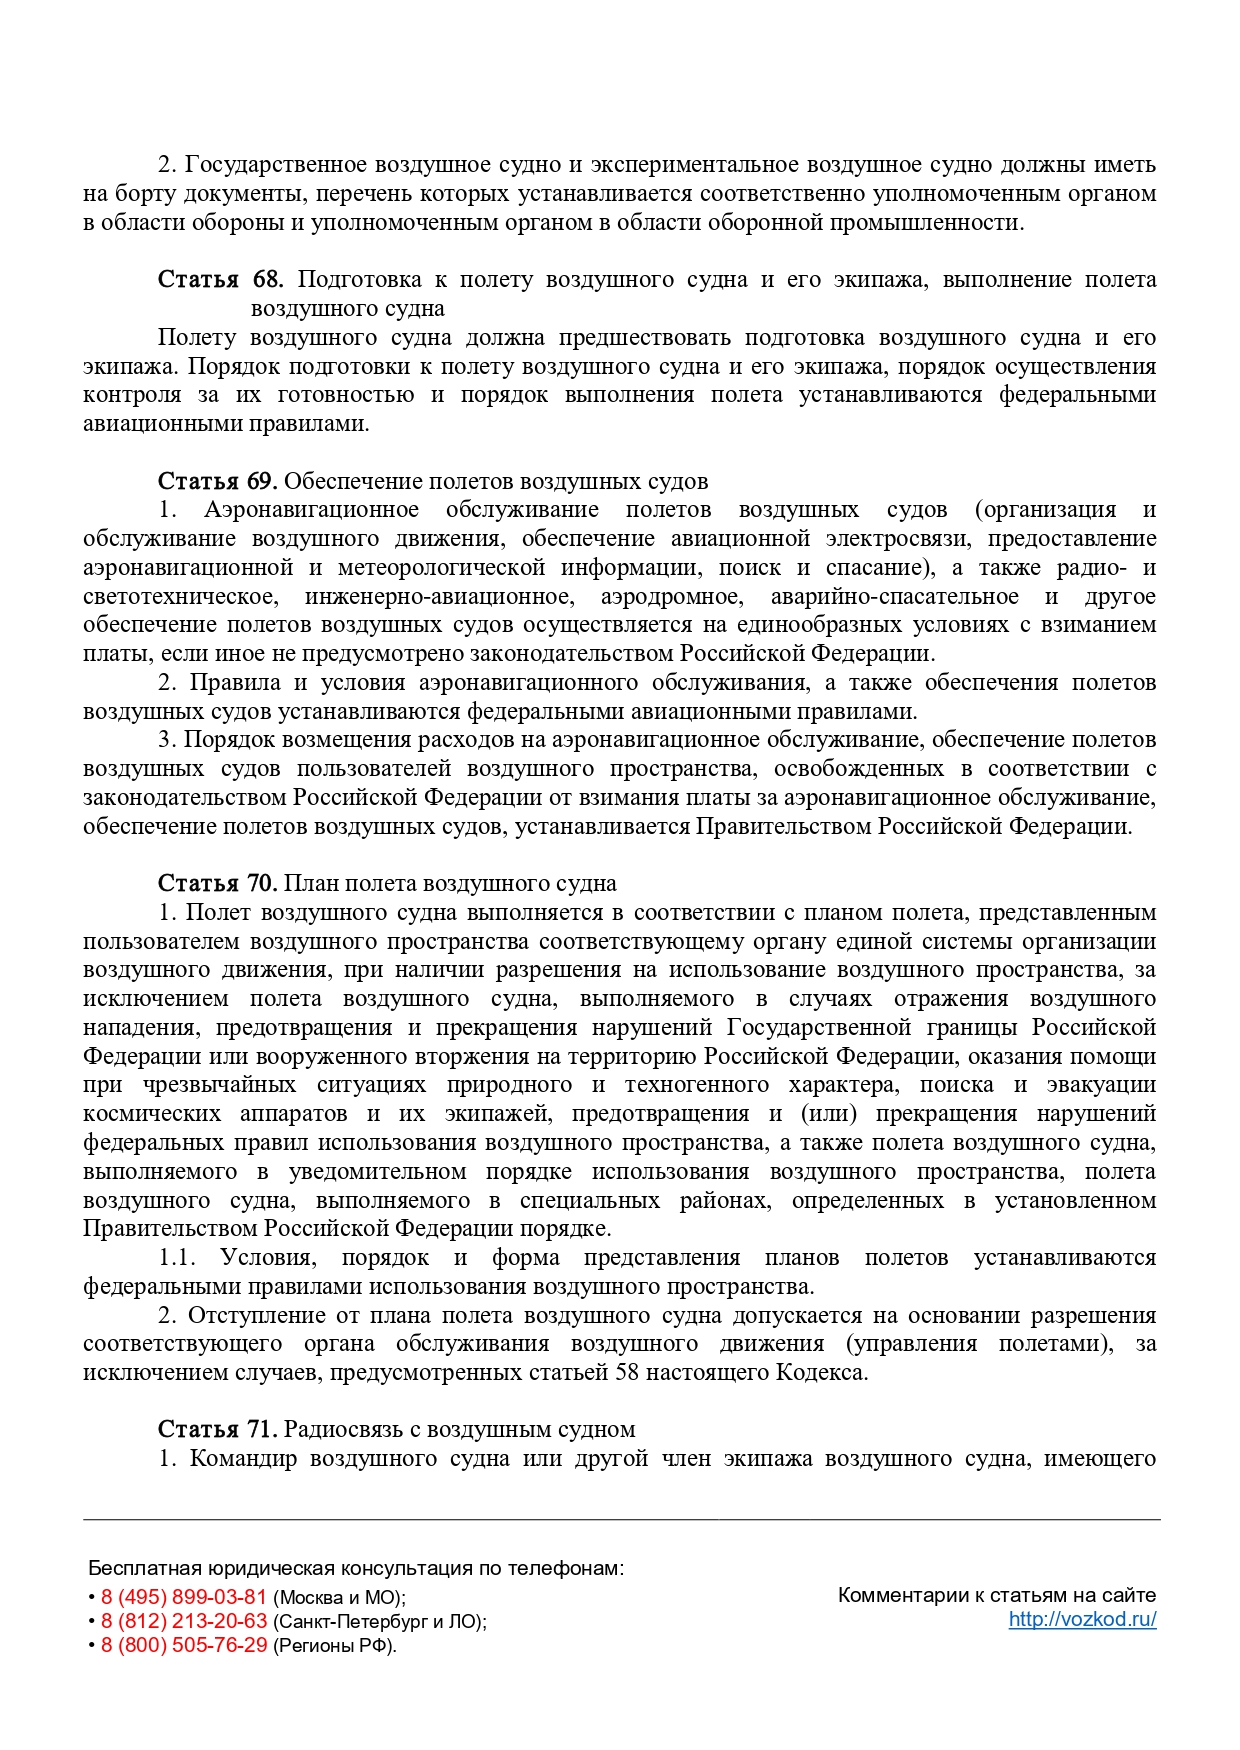 2. Государственное воздушное судно и экспериментальное воздушное судно должны иметь
на борту документы, перечень которых устанавливается соответственно уполномоченным органом
в области обороны и уполномоченным органом в области оборонной промышленности.
Статья 68. Подготовка к полету воздушного судна и его экипажа, выполнение полета
воздушного судна
Полету воздушного судна должна предшествовать подготовка воздушного судна и его
экипажа. Порядок подготовки к полету воздушного судна и его экипажа, порядок осуществления
контроля за их готовностью и порядок выполнения полета устанавливаются федеральными
авиационными правилами.
Статья 69. Обеспечение полетов воздушных судов
1. Аэронавигационное обслуживание полетов воздушных судов (организация и
обслуживание воздушного движения, обеспечение авиационной электросвязи, предоставление
аэронавигационной и метеорологической информации, поиск и спасание), а также радио- и
светотехническое, инженерно-авиационное, аэродромное, аварийно-спасательное и другое
обеспечение полетов воздушных судов осуществляется на единообразных условиях с взиманием
платы, если иное не предусмотрено законодательством Российской Федерации.
2. Правила и условия аэронавигационного обслуживания, а также обеспечения полетов
воздушных судов устанавливаются федеральными авиационными правилами.
3. Порядок возмещения расходов на аэронавигационное обслуживание, обеспечение полетов
воздушных судов пользователей воздушного пространства, освобожденных в соответствии с
законодательством Российской Федерации от взимания платы за аэронавигационное обслуживание,
обеспечение полетов воздушных судов, устанавливается Правительством Российской Федерации.
Статья 70. План полета воздушного судна
1. Полет воздушного судна выполняется в соответствии с планом полета, представленным
пользователем воздушного пространства соответствующему органу единой системы организации
воздушного движения, при наличии разрешения на использование воздушного пространства, за
исключением полета воздушного судна, выполняемого в случаях отражения воздушного
нападения, предотвращения и прекращения нарушений Государственной границы Российской
Федерации или вооруженного вторжения на территорию Российской Федерации, оказания помощи
при чрезвычайных ситуациях природного и техногенного характера, поиска и эвакуации
космических аппаратов и их экипажей, предотвращения и (или) прекращения нарушений
федеральных правил использования воздушного пространства, а также полета воздушного судна,
выполняемого в уведомительном порядке использования воздушного пространства, полета
воздушного судна, выполняемого в специальных районах, определенных в установленном
Правительством Российской Федерации порядке.
1.1. Условия, порядок и форма представления планов полетов устанавливаются
федеральными правилами использования воздушного пространства.
2. Отступление от плана полета воздушного судна допускается на основании разрешения
соответствующего органа обслуживания воздушного движения (управления полетами), за
исключением случаев, предусмотренных статьей 58 настоящего Кодекса.
Статья 71. Радиосвязь с воздушным судном
1. Командир воздушного судна или другой член экипажа воздушного судна, имеющего
Бесплатная юридическая консультация по телефонам:
• 8 (495) 899-03-81 (Москва и МО);
• 8 (812) 213-20-63 (Санкт-Петербург и ЛО);
• 8 (800) 505-76-29 (Регионы РФ).
Комментарии к статьям на сайте
http://vozkod.ru/